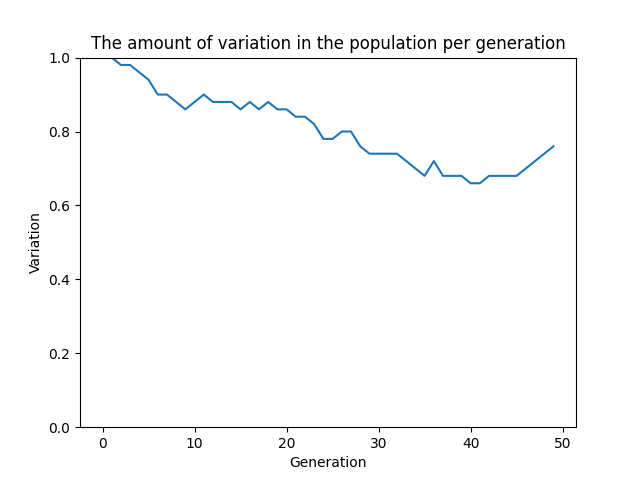 The amount of variation in the population per generation
1.0
0.8
0.6
0.4
0.2
0.0
Variation
0 10 20 30 40 50
Generation